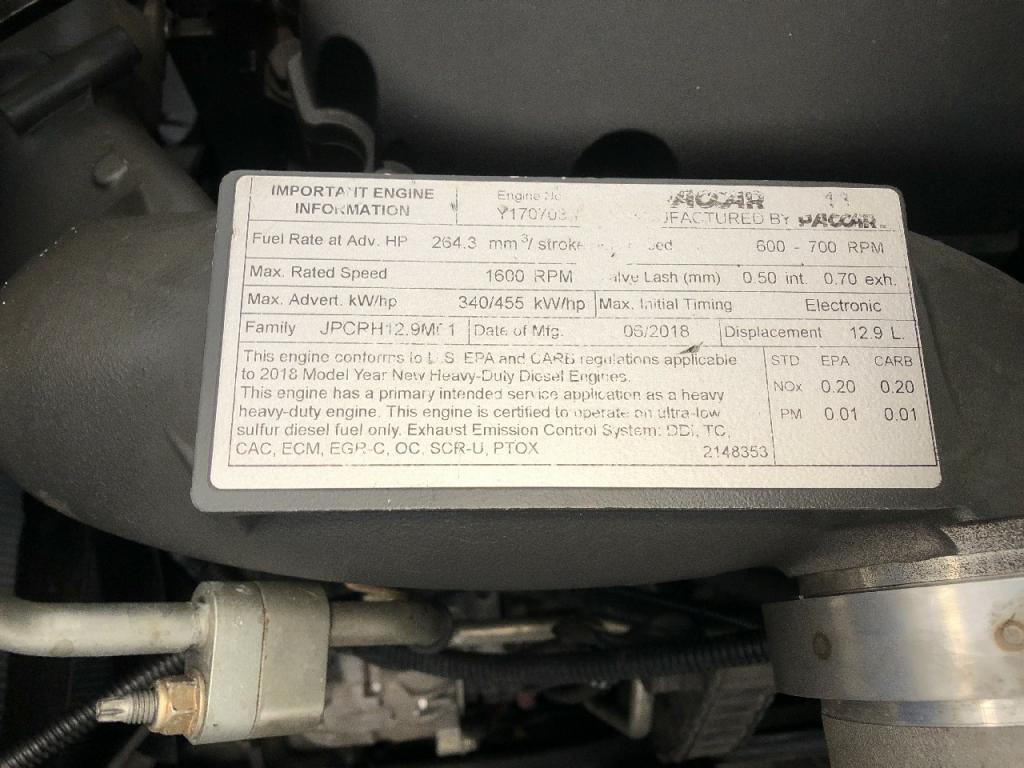 IMPORTANT ENGINE INFORMATION
Engine No
PACCAR
MANUFACTURED BY PACCAR
Fuel Rate at Adv. HP 264.3 mm³/ stroke 600 - 700 RPM
Max. Rated Speed 1600 RPM Valve Lash (mm) 0.50 int. 0.70 exh.
Max. Advert. kW/hp 340/455 kW/hp Max. Initial Timing Electronic
Family Date of Mfg. 06/2018 Displacement 12.9 L.
This engine conforms to U.S. EPA and CARB regulations applicable
to 2018 Model Year New Heavy-Duty Diesel Engines.
This engine has a primary intended service application as a heavy
heavy-duty engine. This engine is certified to operate on ultra-low
sulfur diesel fuel only. Exhaust Emission Control System: DDI, TC,
CAC, ECM, EGR-C, OC, SCR-U, PTOX 2148353
STD EPA CARB
NOx 0.20 0.20
PM 0.01 0.01